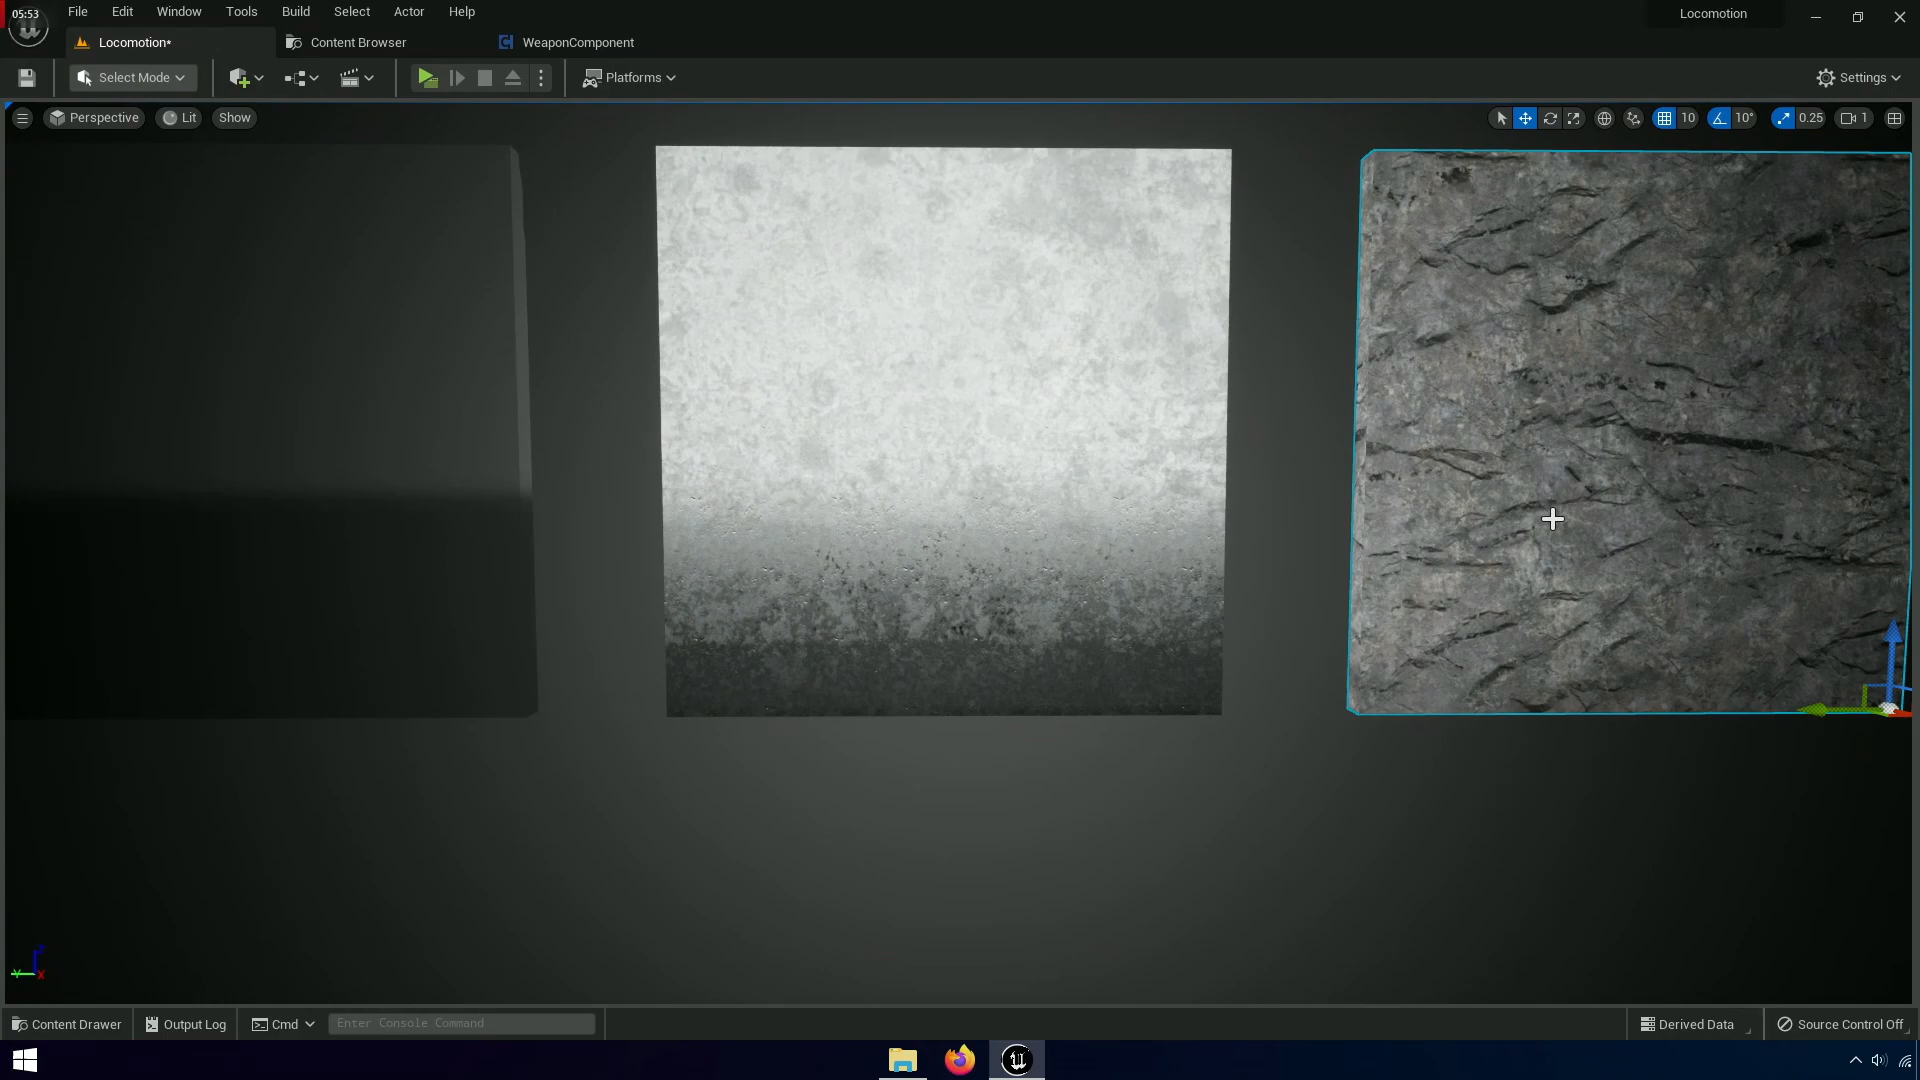 05:53
File Edit Window Tools Build Select Actor Help
Locomotion
Locomotion*
Content Browser
WeaponComponent
Select Mode
Platforms
Settings
Perspective
Lit
Show
10
10°
0.25
1
Z
Y
X
Content Drawer
Output Log
Cmd
Enter Console Command
Derived Data
Source Control Off